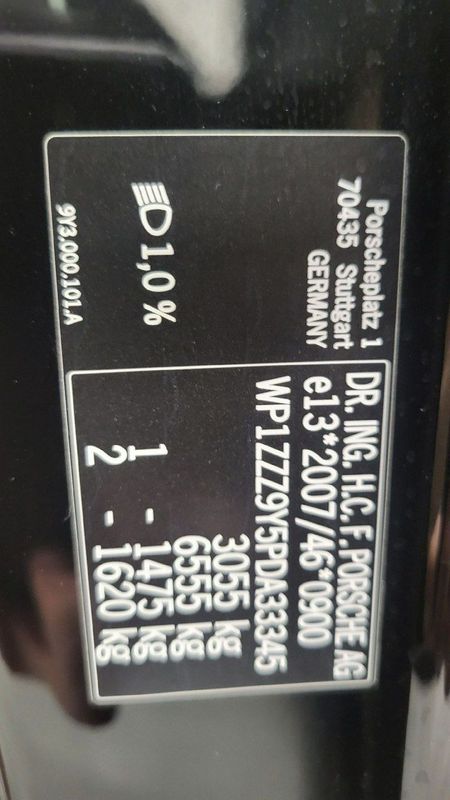 Porscheplatz 1
70435 Stuttgart
GERMANY
1,0 %
9Y3.000.101.A
DR. ING. H.C. F. PORSCHE AG
e13*2007/46*0900
WP1ZZZ9Y5PDA33345
3055 kg
6555 kg
1 - 1475 kg
2 - 1620 kg